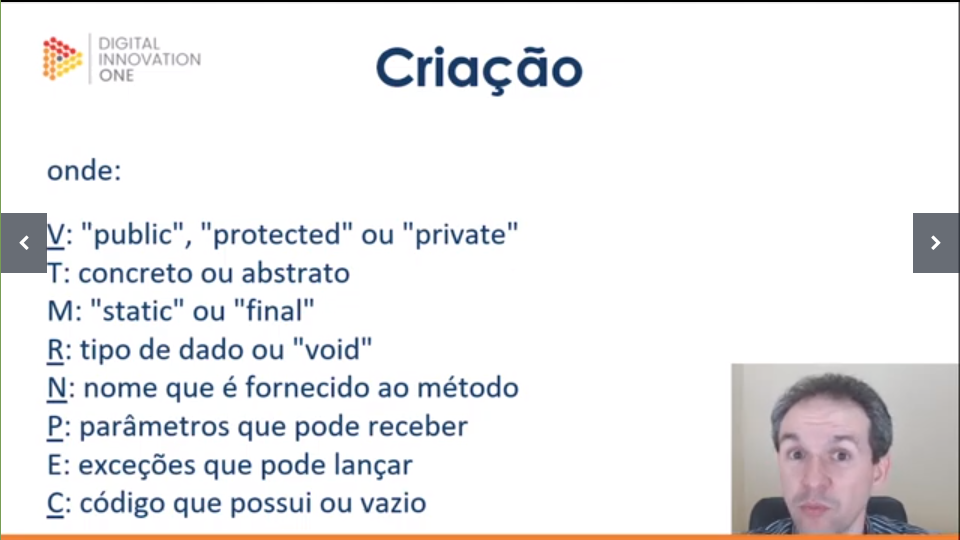 DIGITAL
INNOVATION
ONE
Criação
onde:
V: "public", "protected" ou "private"
T: concreto ou abstrato
M: "static" ou "final"
R: tipo de dado ou "void"
N: nome que é fornecido ao método
P: parâmetros que pode receber
E: exceções que pode lançar
C: código que possui ou vazio